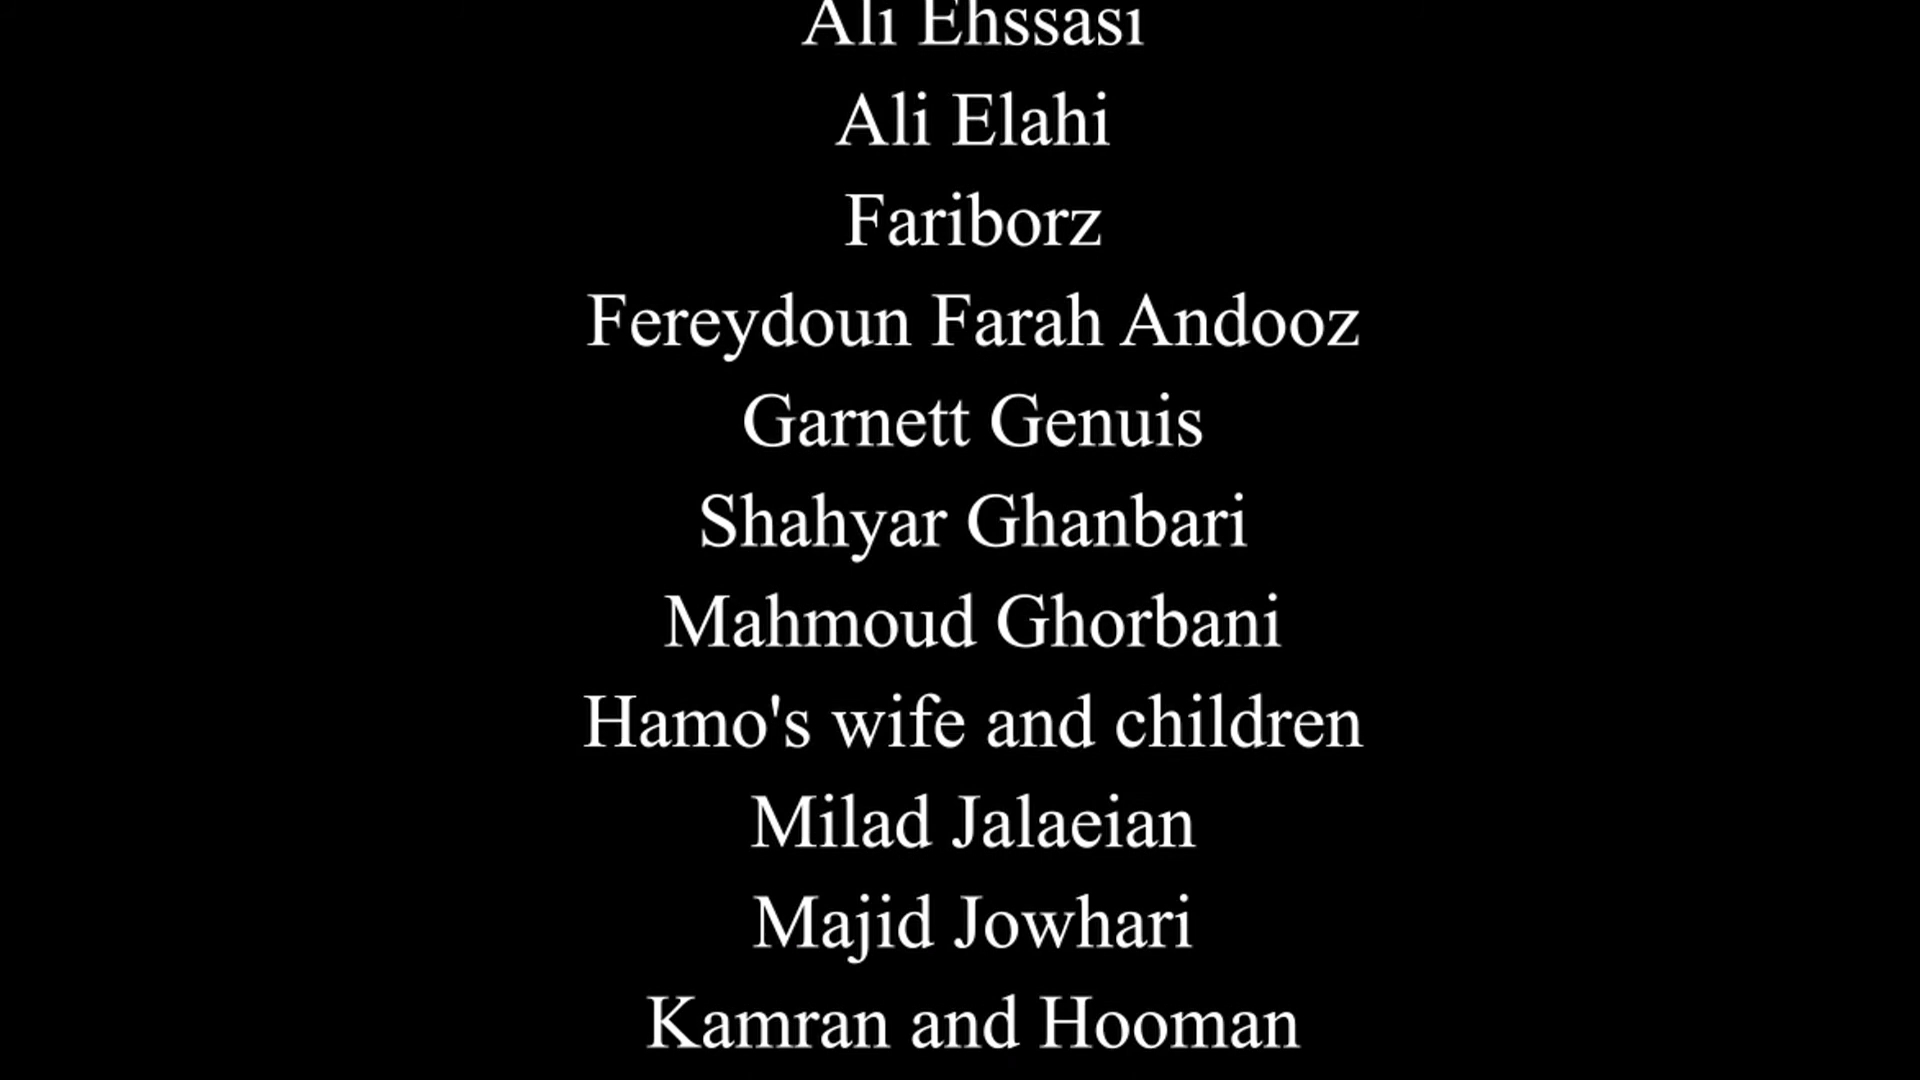 Ali Ehssasi
Ali Elahi
Fariborz
Fereydoun Farah Andooz
Garnett Genuis
Shahyar Ghanbari
Mahmoud Ghorbani
Hamo's wife and children
Milad Jalaeian
Majid Jowhari
Kamran and Hooman